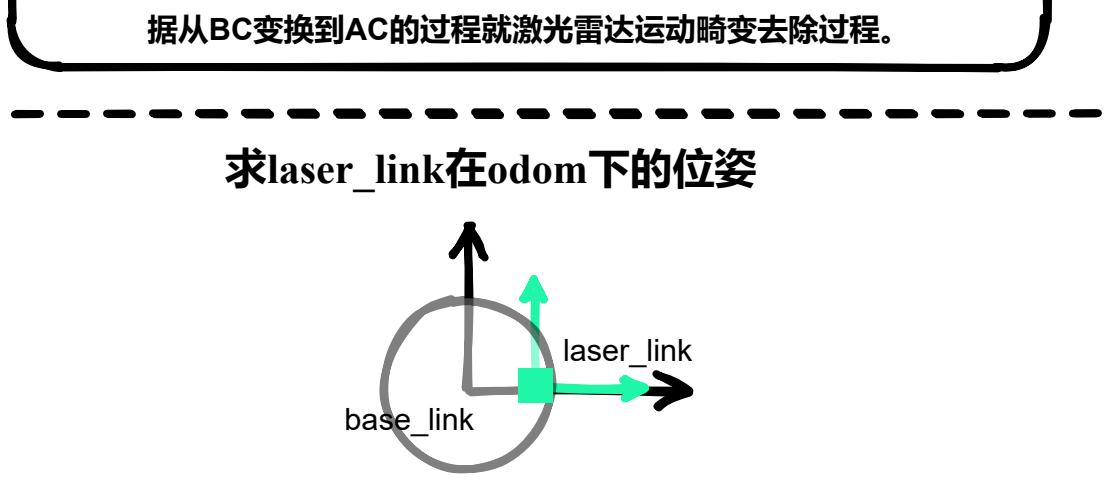 据从BC变换到AC的过程就激光雷达运动畸变去除过程。
求laser_link在odom下的位姿
laser_link
base_link